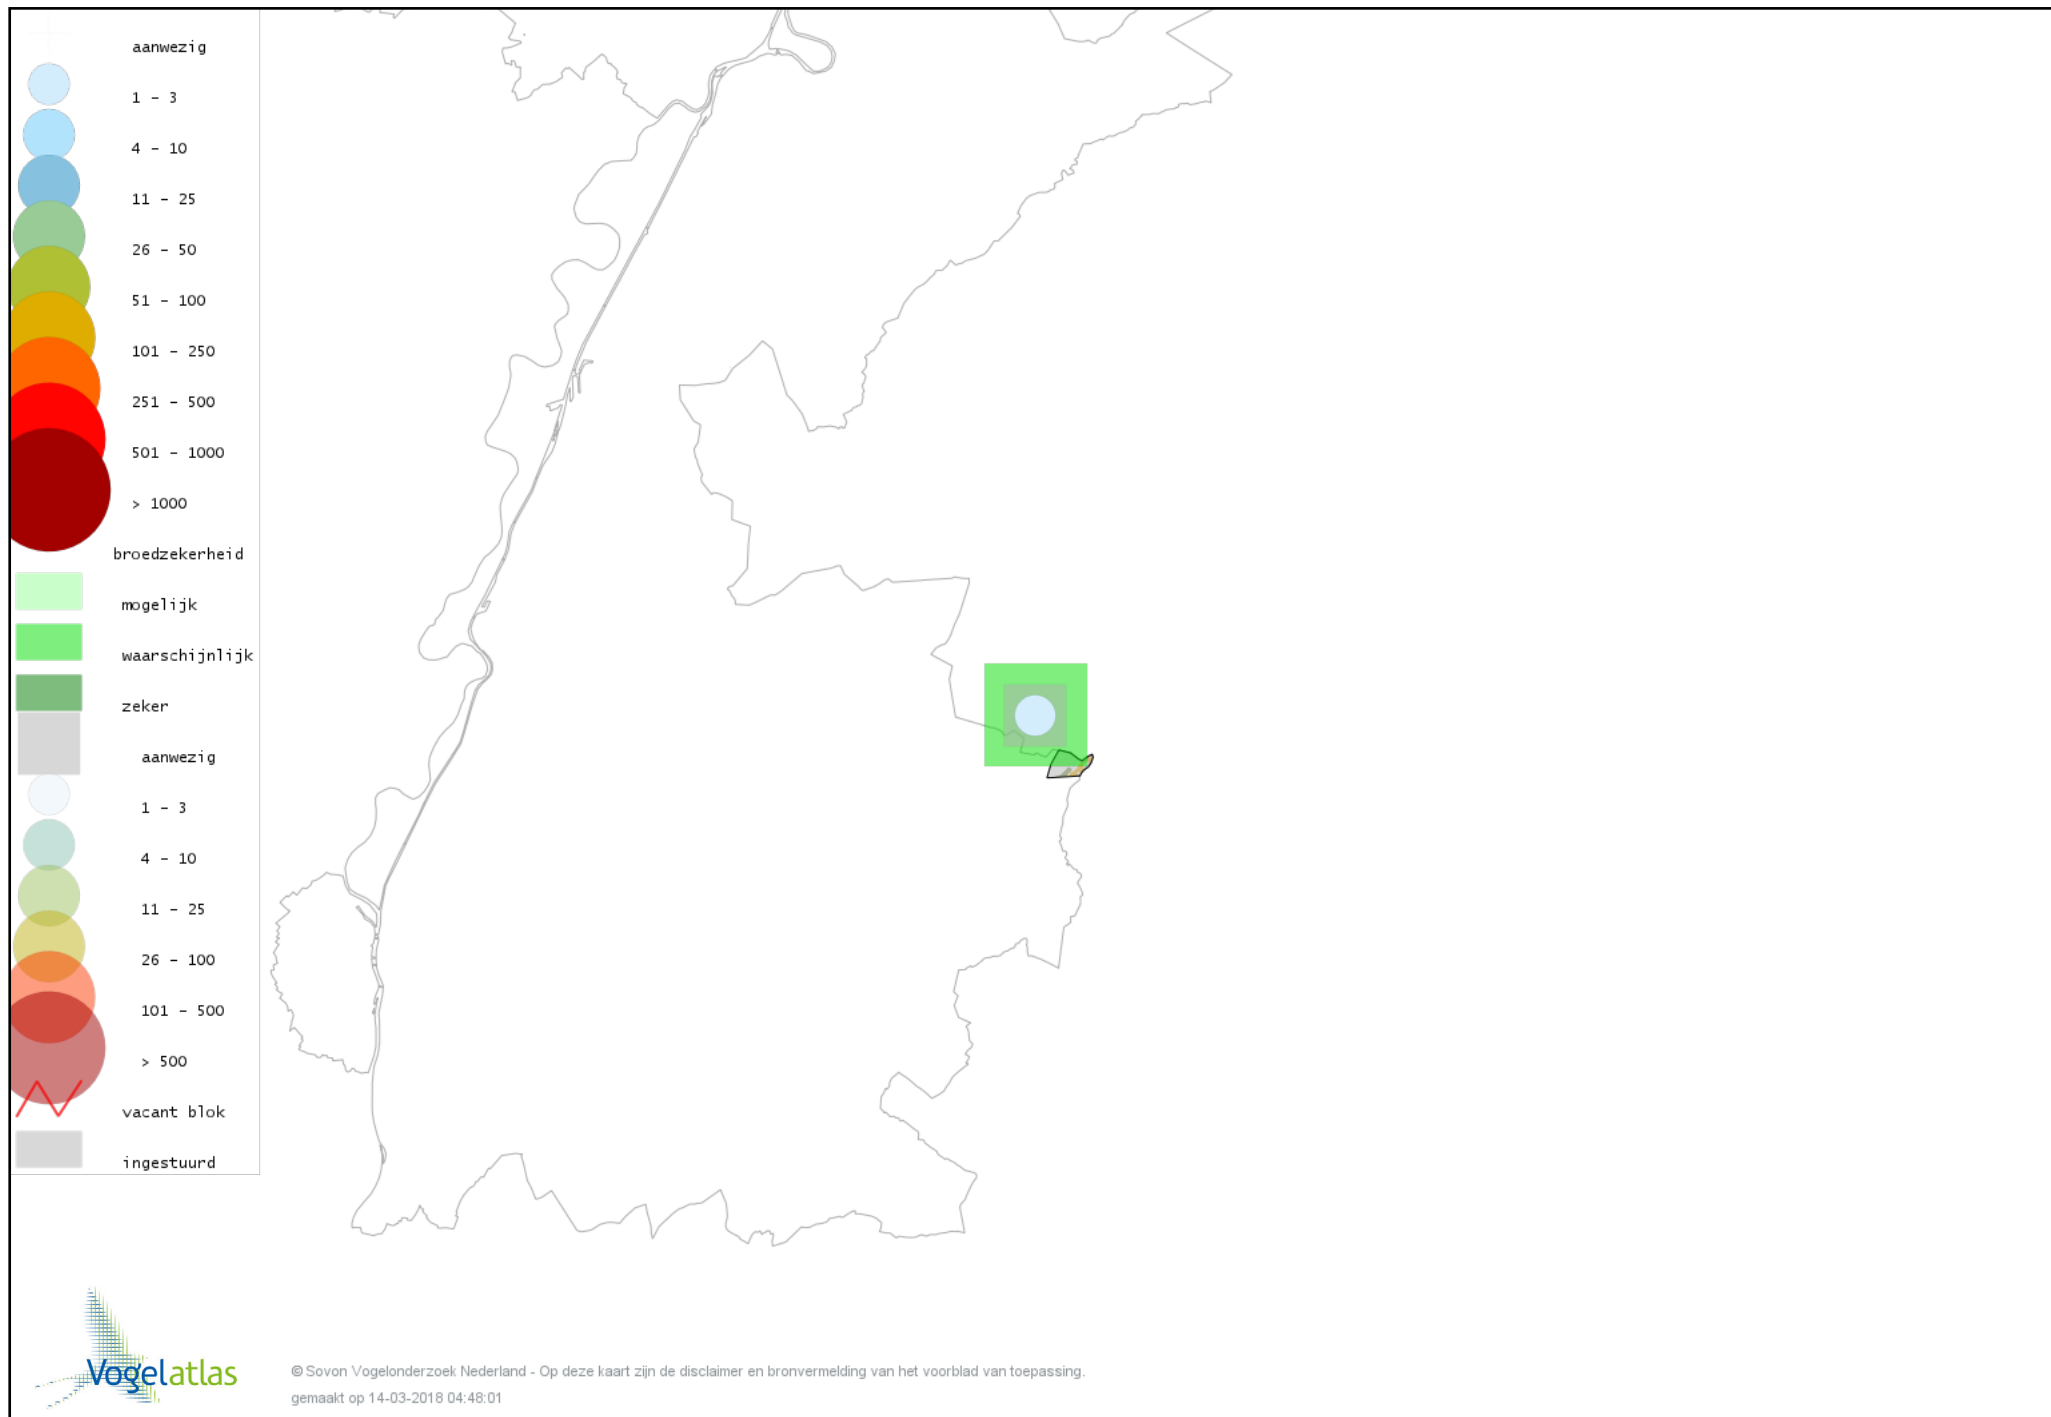 aanwezig
1 - 3
4 - 10
11 - 25
26 - 50
51 - 100
101 - 250
251 - 500
501 - 1000
> 1000
broedzekerheid
mogelijk
waarschijnlijk
zeker
aanwezig
1 - 3
4 - 10
11 - 25
26 - 100
101 - 500
> 500
vacant blok
ingestuurd
Vogelatlas
© Sovon Vogelonderzoek Nederland - Op deze kaart zijn de disclaimer en bronvermelding van het voorblad van toepassing.
gemaakt op 14-03-2018 04:48:01